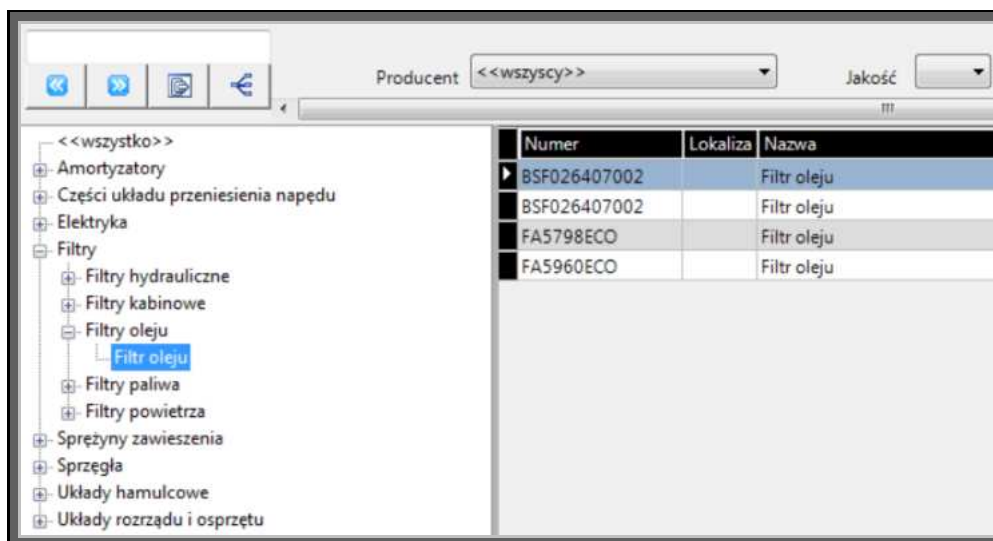 Producent <<wszyscy>> Jakość
<<wszystko>>
Amortyzatory
Części układu przeniesienia napędu
Elektryka
Filtry
Filtry hydrauliczne
Filtry kabinowe
Filtry oleju
Filtr oleju
Filtry paliwa
Filtry powietrza
Sprężyny zawieszenia
Sprzęgła
Układy hamulcowe
Układy rozrządu i osprzętu
Numer Lokaliza Nazwa
BSF026407002 Filtr oleju
BSF026407002 Filtr oleju
FA5798ECO Filtr oleju
FA5960ECO Filtr oleju